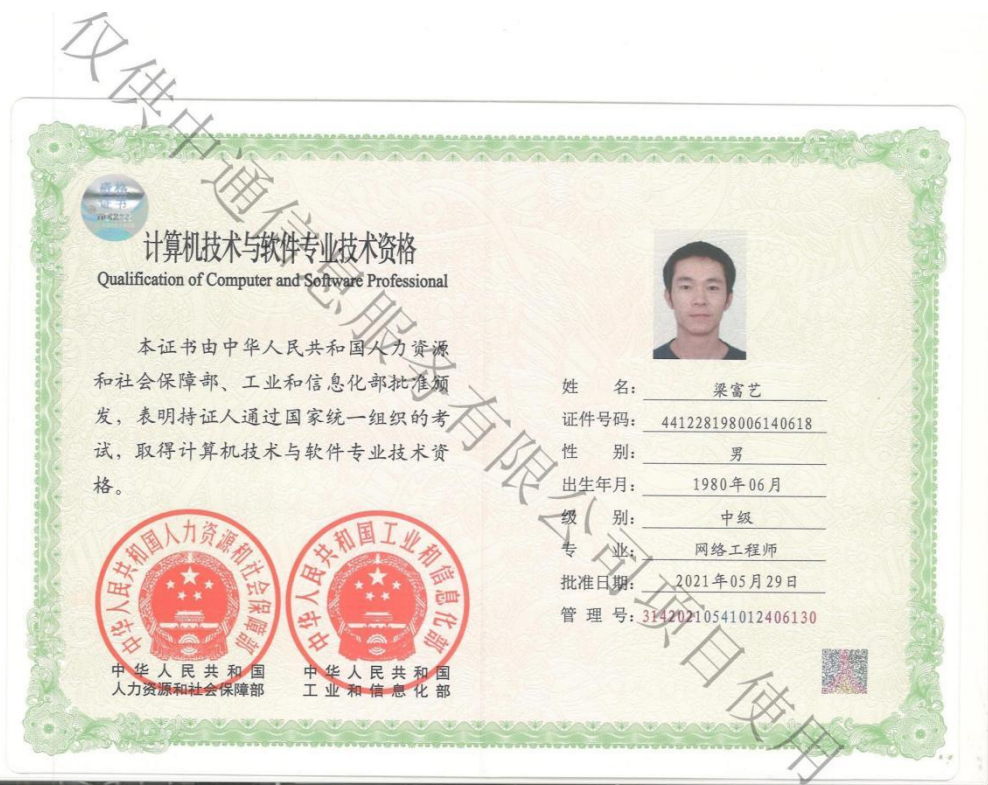 仅供中通信息服务有限公司项目使用
资格
证书
计算机技术与软件专业技术资格
Qualification of Computer and Software Professional
本证书由中华人民共和国人力资源
和社会保障部、工业和信息化部批准颁
发，表明持证人通过国家统一组织的考
试，取得计算机技术与软件专业技术资
格。
中华人民共和国人力资源和社会保障部
中华人民共和国工业和信息化部
中华人民共和国
人力资源和社会保障部
中华人民共和国
工业和信息化部
姓 名： 梁富艺
证件号码： 441228198006140618
性 别： 男
出生年月： 1980年06月
级 别： 中级
专 业： 网络工程师
批准日期： 2021年05月29日
管 理 号： 31420210541012406130